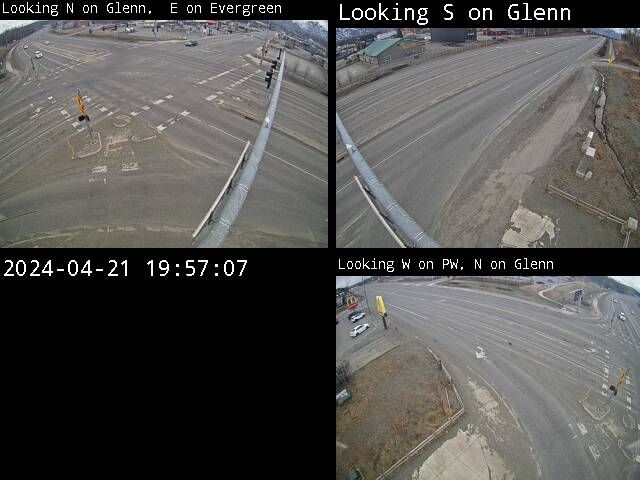 Looking N on Glenn, E on Evergreen
Looking S on Glenn
2024-04-21 19:57:07
Looking W on PW, N on Glenn